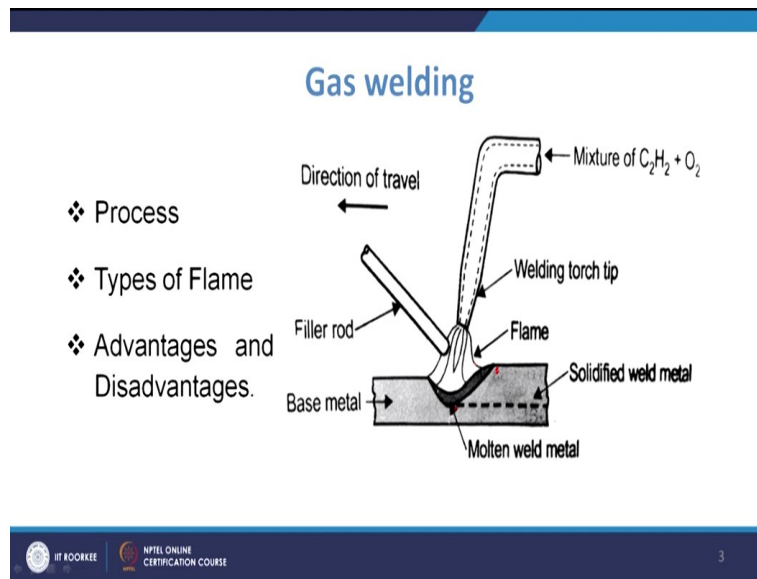 Gas welding
❖ Process
❖ Types of Flame
❖ Advantages and
Disadvantages.
Direction of travel
Mixture of C₂H₂ + O₂
Welding torch tip
Filler rod
Flame
Solidified weld metal
Base metal
Molten weld metal
IIT ROORKEE
NPTEL ONLINE
CERTIFICATION COURSE
3